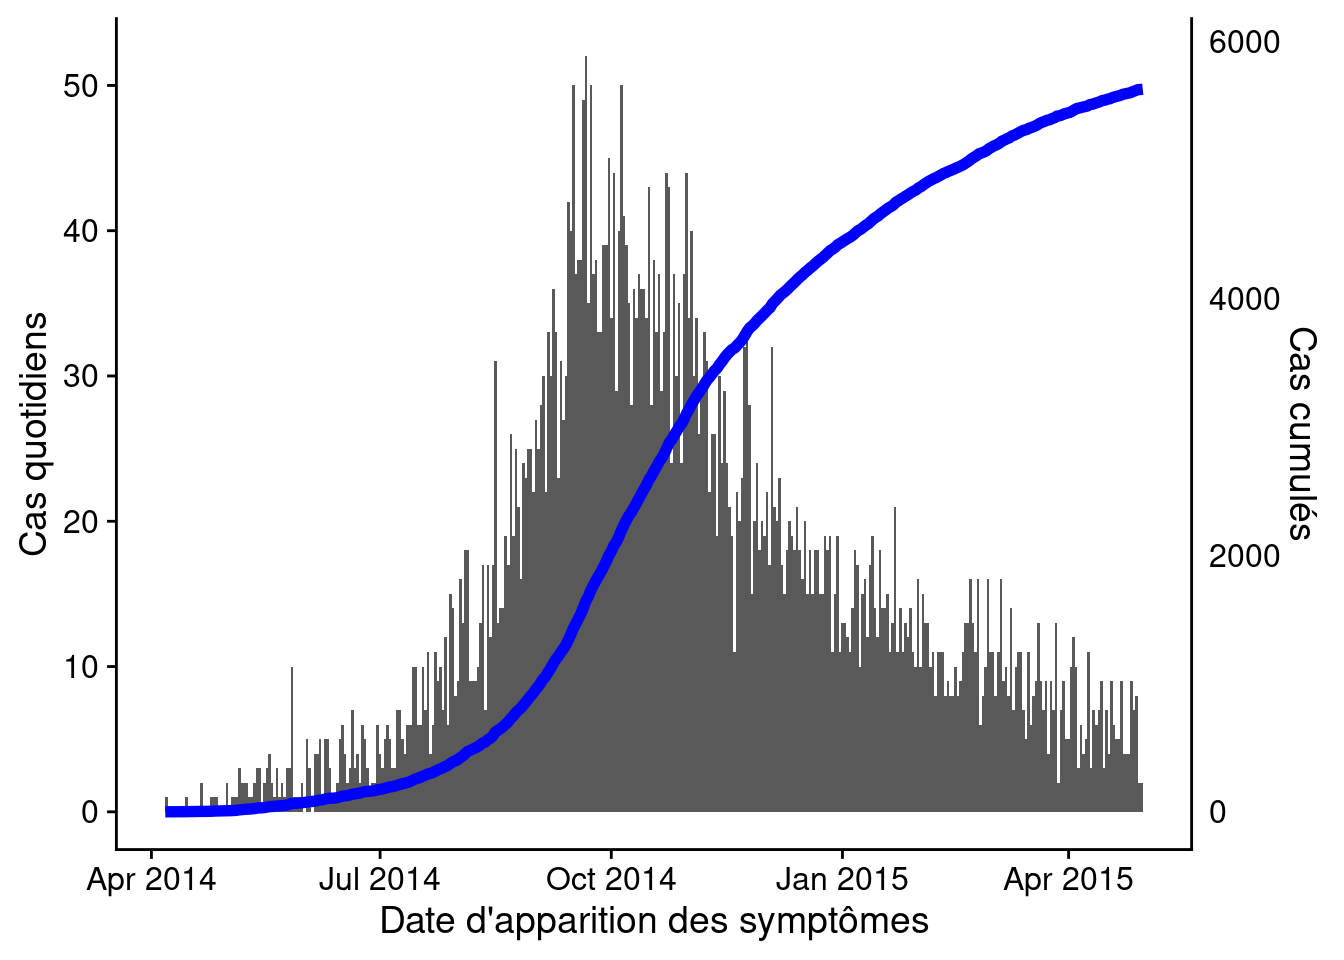 Cas quotidiens
50
40
30
20
10
0
6000
4000
2000
0
Cas cumulés
Apr 2014
Jul 2014
Oct 2014
Jan 2015
Apr 2015
Date d'apparition des symptômes